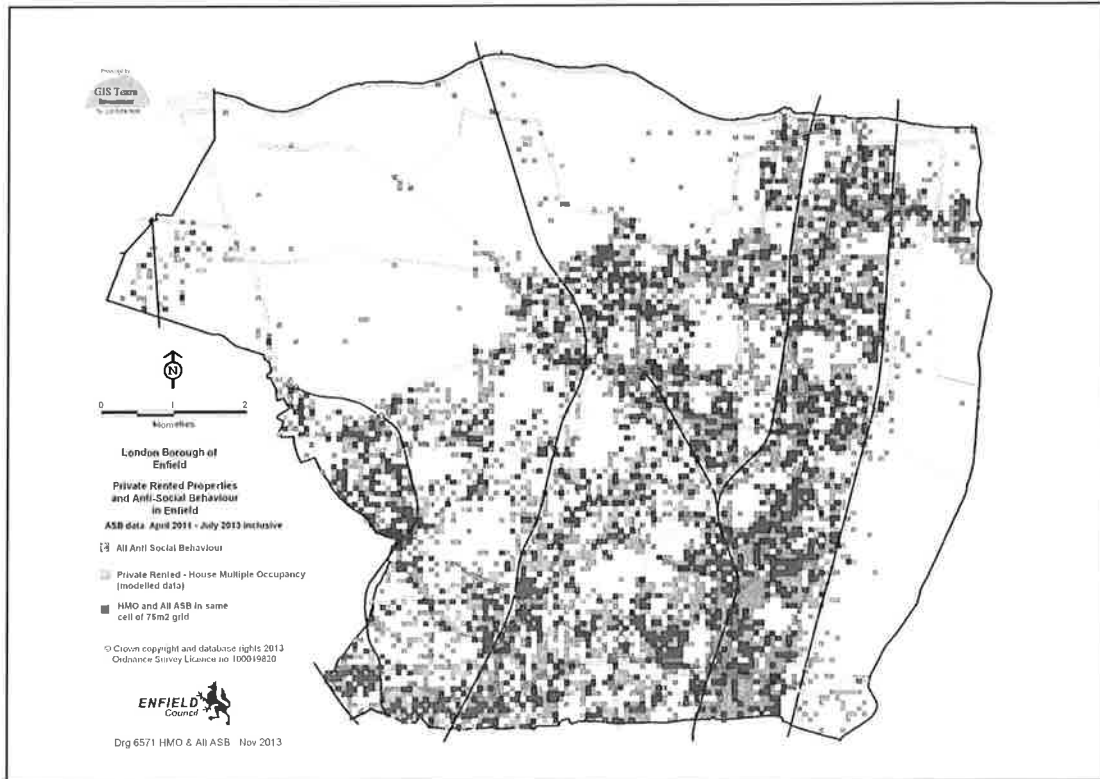 Produced by
GIS Team
0
1
2
Kilometres
N
London Borough of
Enfield
Private Rented Properties
and Anti-Social Behaviour
in Enfield
ASB data April 2011 - July 2013 inclusive
All Anti Social Behaviour
Private Rented - House Multiple Occupancy
(modelled data)
HMO and All ASB in same
cell of 75m2 grid
© Crown copyright and database rights 2013
Ordnance Survey Licence no 100019820
ENFIELD
Council
Drg 6571 HMO & All ASB Nov 2013